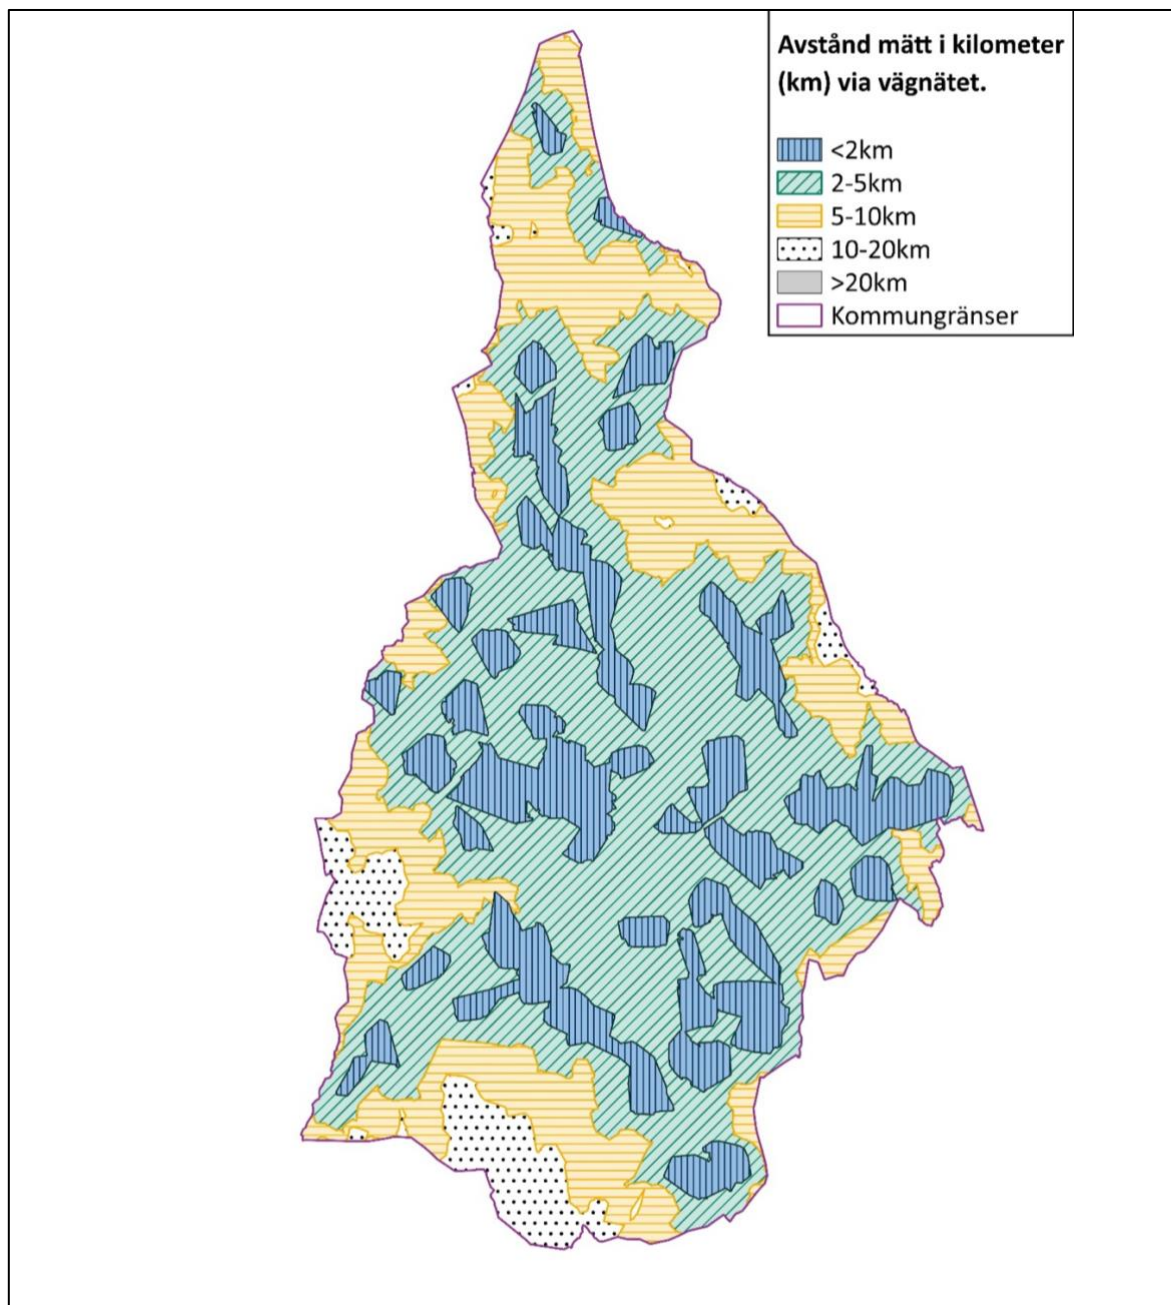 Avstånd mätt i kilometer
(km) via vägnätet.
<2km
2-5km
5-10km
10-20km
>20km
Kommungränser